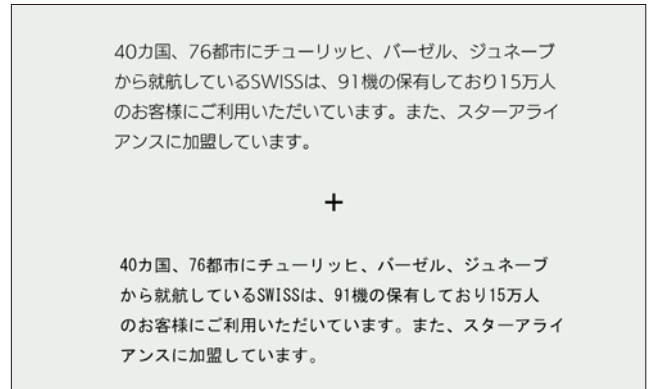 40カ国、76都市にチューリッヒ、バーゼル、ジュネーブ
から就航しているSWISSは、91機の保有しており15万人
のお客様にご利用いただいています。また、スターアライ
アンスに加盟しています。
+
40カ国、76都市にチューリッヒ、バーゼル、ジュネーブ
から就航しているSWISSは、91機の保有しており15万人
のお客様にご利用いただいています。また、スターアライ
アンスに加盟しています。